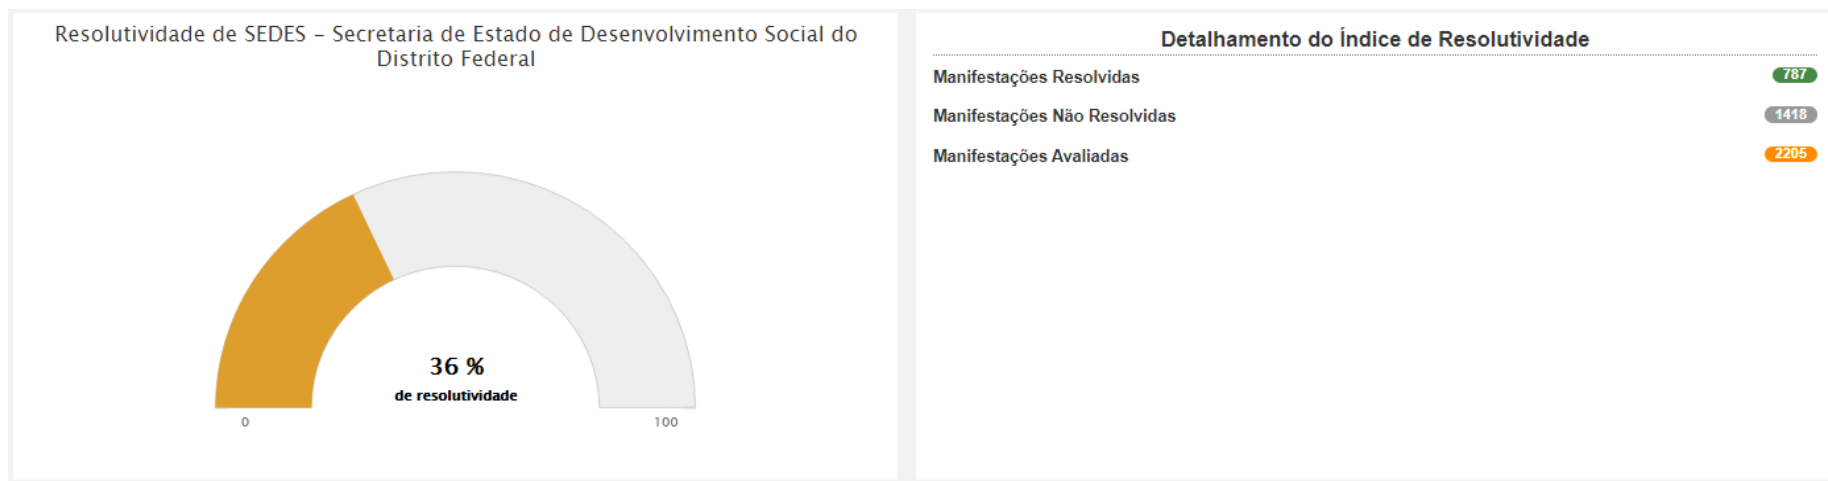 Resolutividade de SEDES – Secretaria de Estado de Desenvolvimento Social do
Distrito Federal
36 %
de resolutividade
0
100
Detalhamento do Índice de Resolutividade
Manifestações Resolvidas 787
Manifestações Não Resolvidas 1418
Manifestações Avaliadas 2205